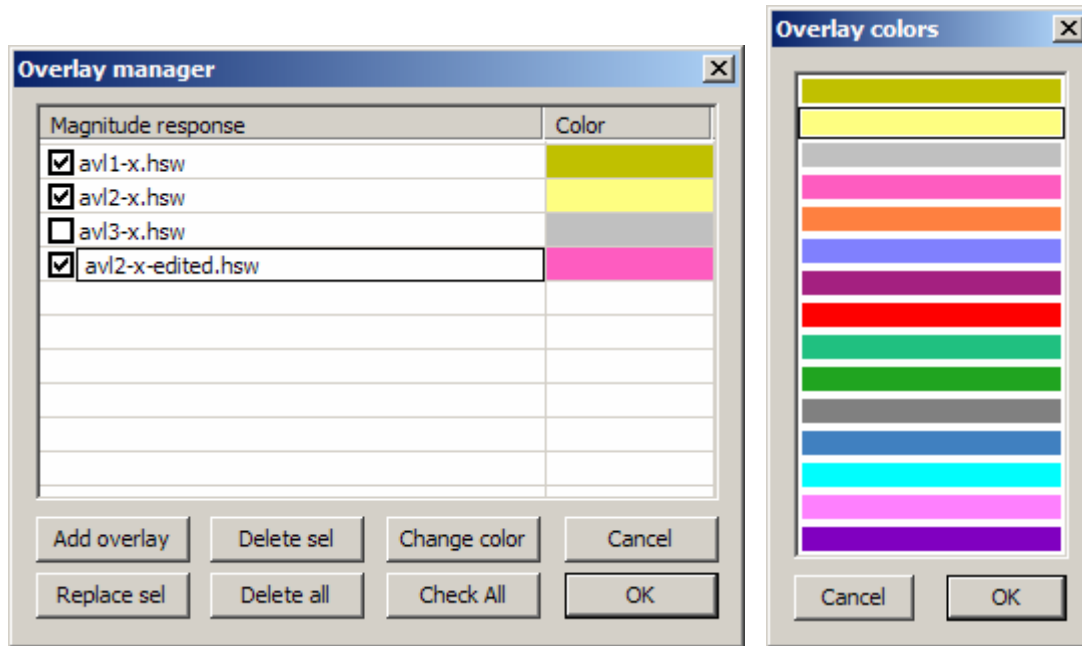 Overlay manager
Magnitude response Color
avl1-x.hsw
avl2-x.hsw
avl3-x.hsw
avl2-x-edited.hsw
Add overlay Delete sel Change color Cancel
Replace sel Delete all Check All OK
Overlay colors
Cancel OK